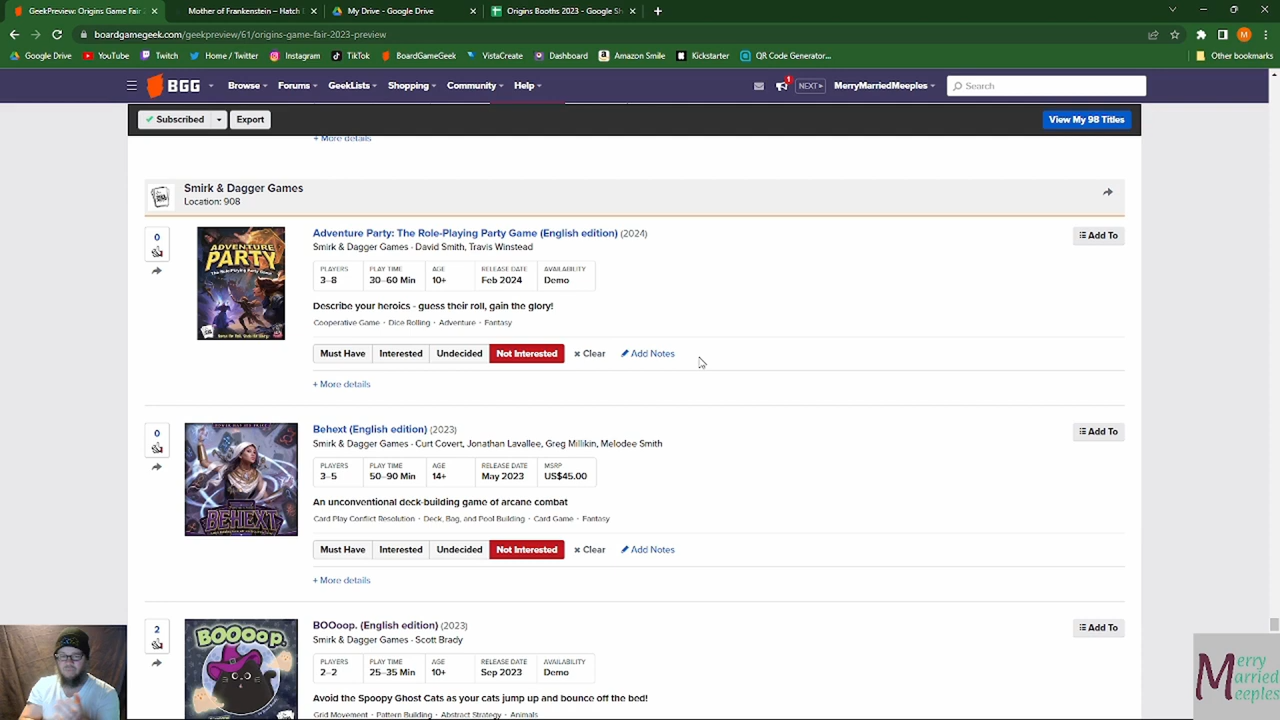 GeekPreview: Origins Game Fair
Mother of Frankenstein – Hatch E
My Drive - Google Drive
Origins Booths 2023 - Google Sh
boardgamegeek.com/geekpreview/61/origins-game-fair-2023-preview
Google Drive YouTube Twitch Home / Twitter Instagram TikTok BoardGameGeek VistaCreate Dashboard Amazon Smile Kickstarter QR Code Generator... Other bookmarks
BGG Browse Forums GeekLists Shopping Community Help 1 NEXT MerryMarriedMeeples Search
Subscribed Export View My 98 Titles
+ More details
Smirk & Dagger Games
Location: 908
0
ADVENTURE PARTY
Adventure Party: The Role-Playing Party Game (English edition) (2024)
Add To
Smirk & Dagger Games - David Smith, Travis Winstead
PLAYERS PLAY TIME AGE RELEASE DATE AVAILABILITY
3–8 30–60 Min 10+ Feb 2024 Demo
Describe your heroics - guess their roll, gain the glory!
Cooperative Game · Dice Rolling · Adventure · Fantasy
Must Have Interested Undecided Not Interested Clear Add Notes
+ More details
0
BEHEXT
Behext (English edition) (2023)
Add To
Smirk & Dagger Games - Curt Covert, Jonathan Lavallee, Greg Millikin, Melodee Smith
PLAYERS PLAY TIME AGE RELEASE DATE MSRP
3–5 50–90 Min 14+ May 2023 US$45.00
An unconventional deck-building game of arcane combat
Card Play Conflict Resolution · Deck, Bag, and Pool Building · Card Game · Fantasy
Must Have Interested Undecided Not Interested Clear Add Notes
+ More details
2
BOOoop.
BOOoop. (English edition) (2023)
Add To
Smirk & Dagger Games - Scott Brady
PLAYERS PLAY TIME AGE RELEASE DATE AVAILABILITY
2–2 25–35 Min 10+ Sep 2023 Demo
Avoid the Spoopy Ghost Cats as your cats jump up and bounce off the bed!
Grid Movement · Pattern Building · Abstract Strategy · Animals
Merry
Married
Meeples